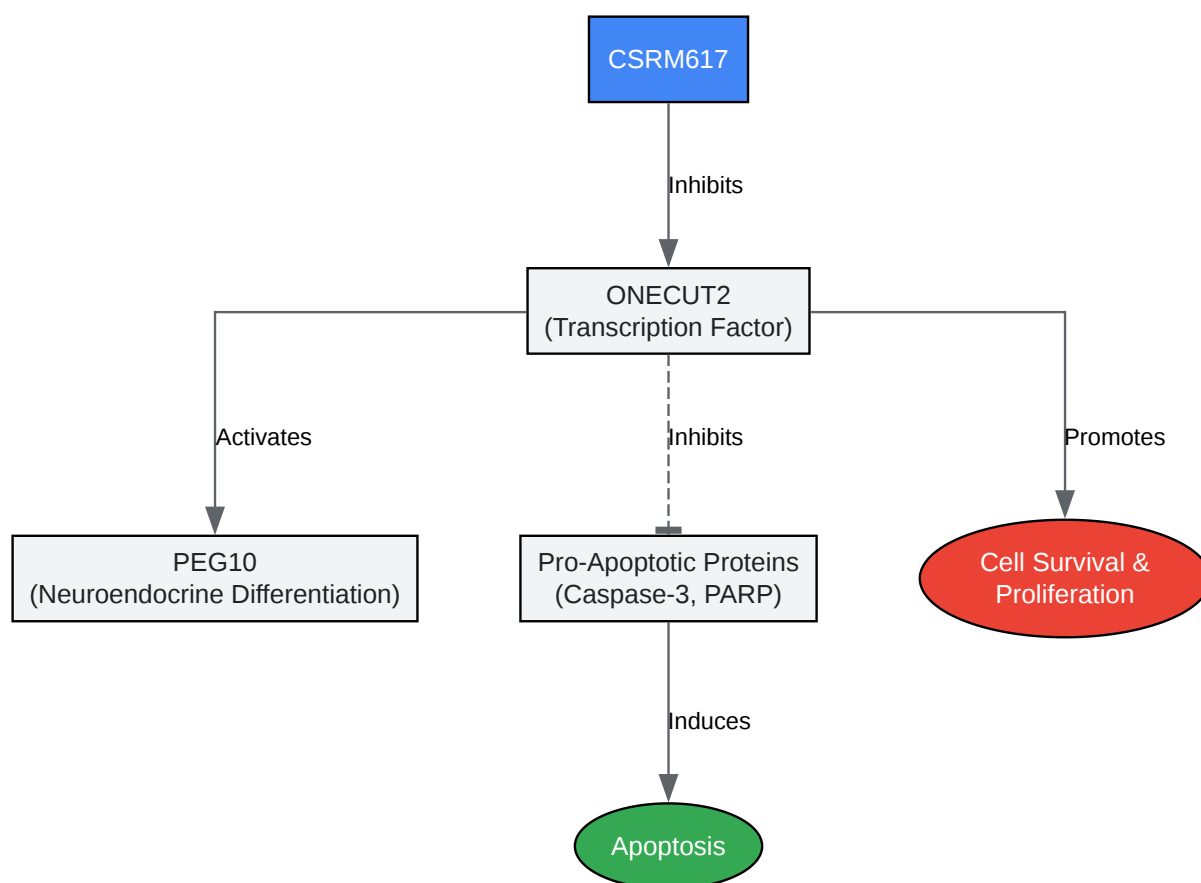 CSRM617
Inhibits
ONECUT2
(Transcription Factor)
Activates
Inhibits
Promotes
PEG10
(Neuroendocrine Differentiation)
Pro-Apoptotic Proteins
(Caspase-3, PARP)
Cell Survival &
Proliferation
Induces
Apoptosis